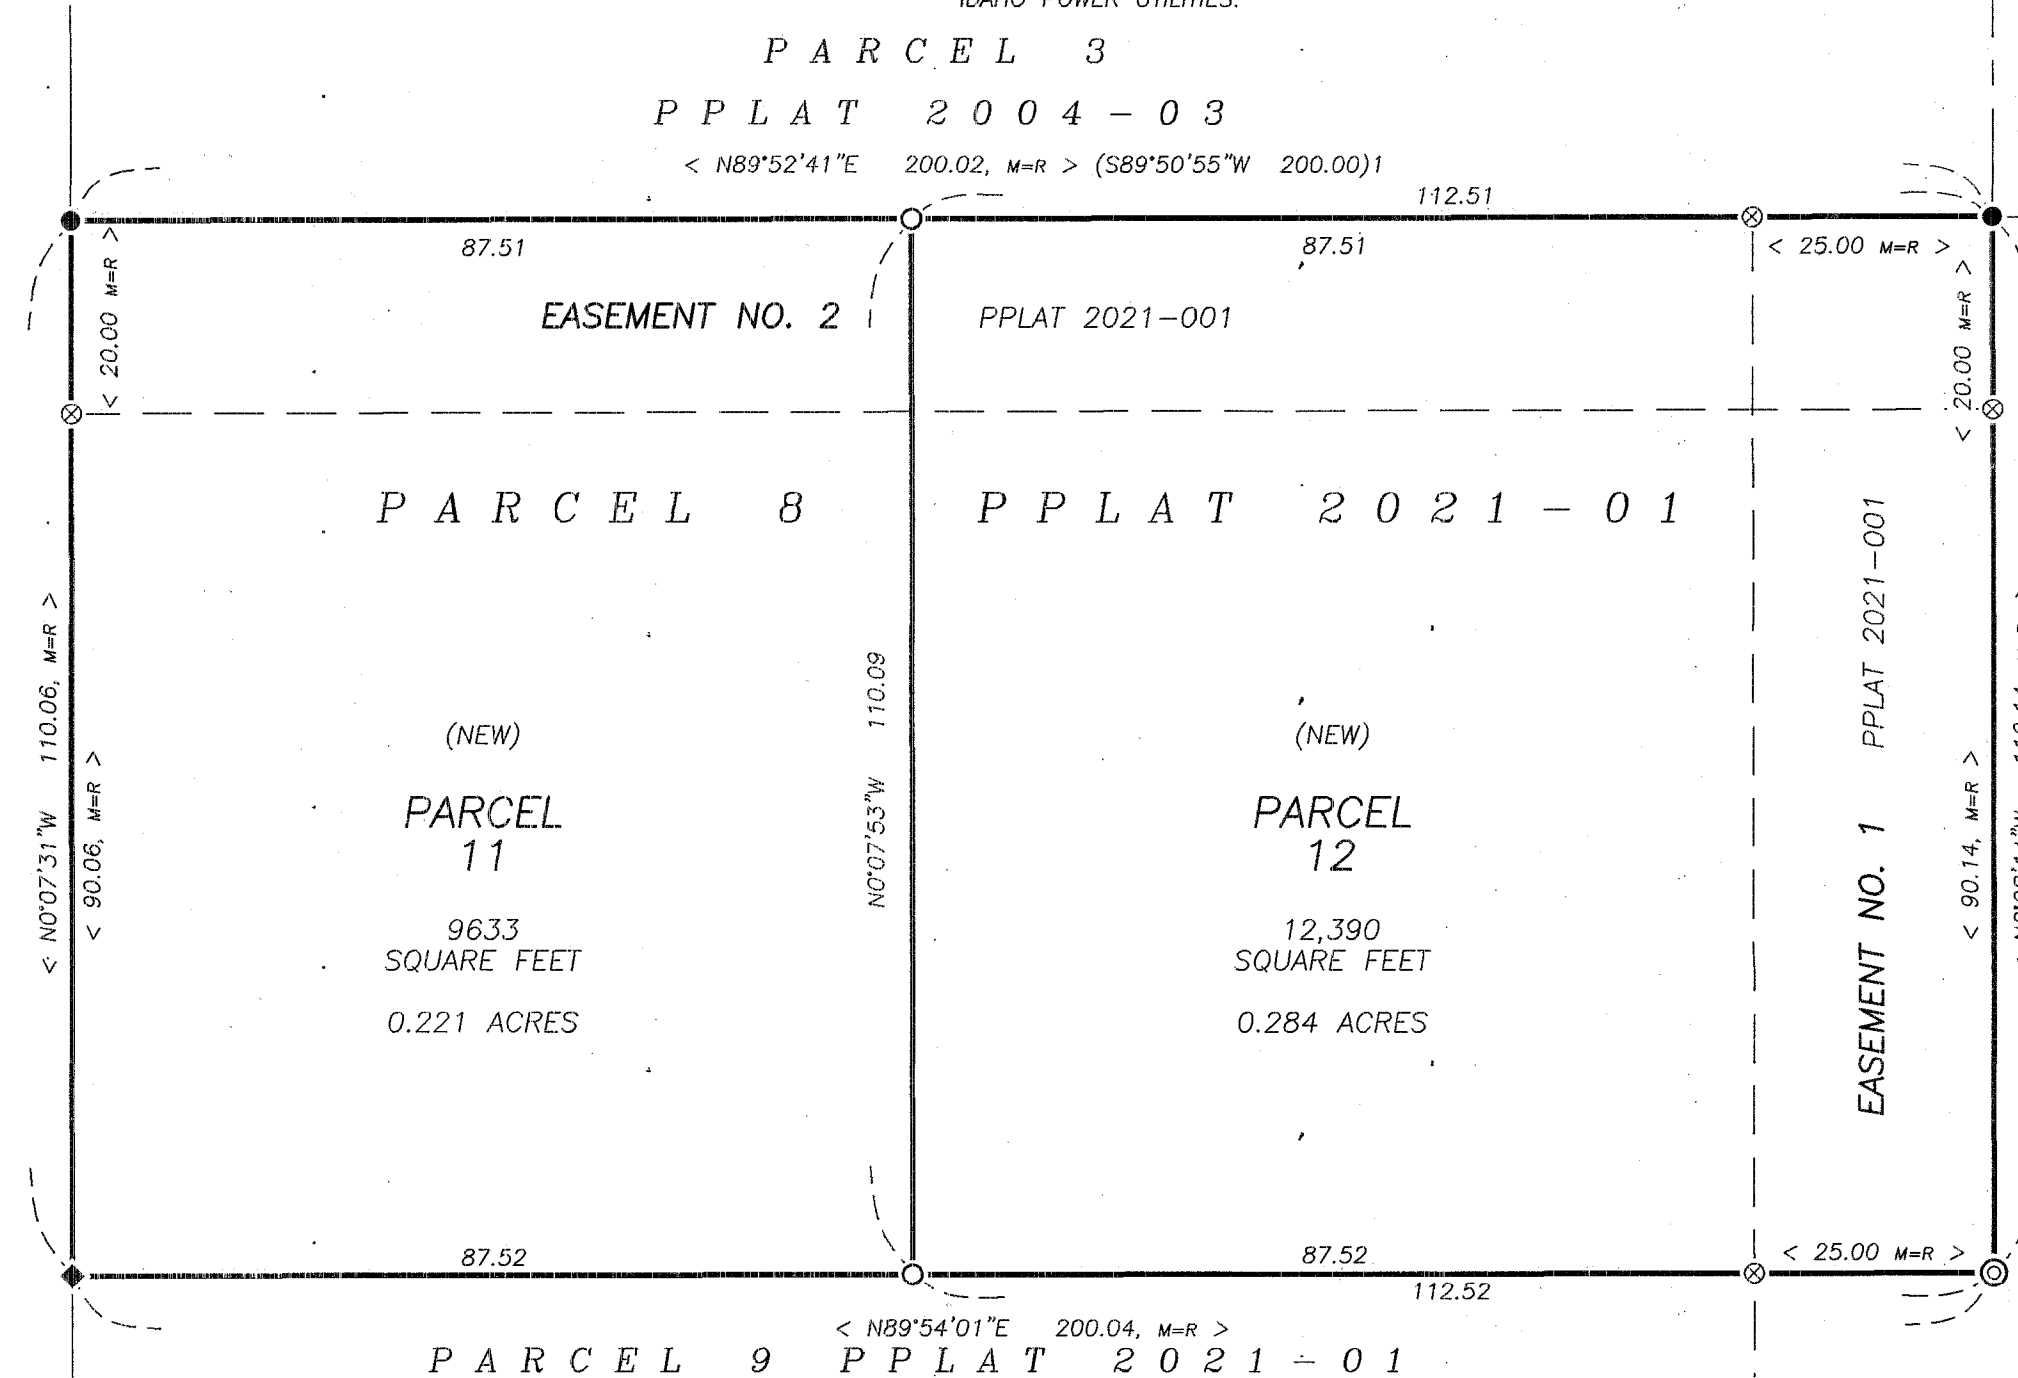 IDAHO POWER UTILITIES.
PARCEL 3
PPLAT 2004-03
< N89°52'41"E 200.02, M=R > (S89°50'55"W 200.00)1
112.51
87.51
87.51
< 25.00 M=R >
< 20.00 M=R >
< 20.00 M=R >
EASEMENT NO. 2
PPLAT 2021-001
PARCEL 8 PPLAT 2021-01
< N0°07'31"W 110.06, M=R >
< 90.06, M=R >
N0°07'53"W 110.09
(NEW)
PARCEL
11
9633
SQUARE FEET
0.221 ACRES
(NEW)
PARCEL
12
12,390
SQUARE FEET
0.284 ACRES
EASEMENT NO. 1 PPLAT 2021-001
< 90.14, M=R >
87.52
87.52
< 25.00 M=R >
112.52
< N89°54'01"E 200.04, M=R >
PARCEL 9 PPLAT 2021-01